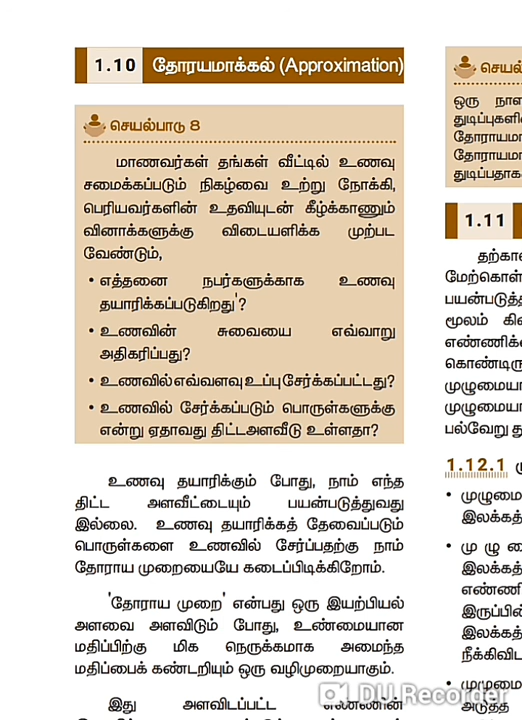 1.10 தோரயமாக்கல் (Approximation)
செயல்பாடு 8
மாணவர்கள் தங்கள் வீட்டில் உணவு
சமைக்கப்படும் நிகழ்வை உற்று நோக்கி,
பெரியவர்களின் உதவியுடன் கீழ்க்காணும்
வினாக்களுக்கு விடையளிக்க முற்பட
வேண்டும்,
• எத்தனை நபர்களுக்காக உணவு
தயாரிக்கப்படுகிறது'?
• உணவின் சுவையை எவ்வாறு
அதிகரிப்பது?
• உணவில் எவ்வளவு உப்பு சேர்க்கப்பட்டது?
• உணவில் சேர்க்கப்படும் பொருள்களுக்கு
என்று ஏதாவது திட்டஅளவீடு உள்ளதா?
உணவு தயாரிக்கும் போது, நாம் எந்த
திட்ட அளவீட்டையும் பயன்படுத்துவது
இல்லை. உணவு தயாரிக்கத் தேவைப்படும்
பொருள்களை உணவில் சேர்ப்பதற்கு நாம்
தோராய முறையையே கடைப்பிடிக்கிறோம்.
'தோராய முறை' என்பது ஒரு இயற்பியல்
அளவை அளவிடும் போது, உண்மையான
மதிப்பிற்கு மிக நெருக்கமாக அமைந்த
மதிப்பைக் கண்டறியும் ஒரு வழிமுறையாகும்.
இது அளவிடப்பட்ட எண்ணின்
செயல்
ஒரு நாள
துடிப்புகளி
தோராயமா
தோராயமா
துடிப்பதாக
1.11
தற்கால
மேற்கொள்
பயன்படுத்
மூலம் கி
எண்ணிக்
கொண்டிரு
முழுமையா
முழுமையா
பல்வேறு து
1.12.1 மு
• முழுமை
இலக்கத்
• மு ழு மை
இலக்கத்
எண்ணி
இருப்பின்
இலக்கத்
நீக்கிவிட
• முழுமை
அடுத்த
DU Recorder